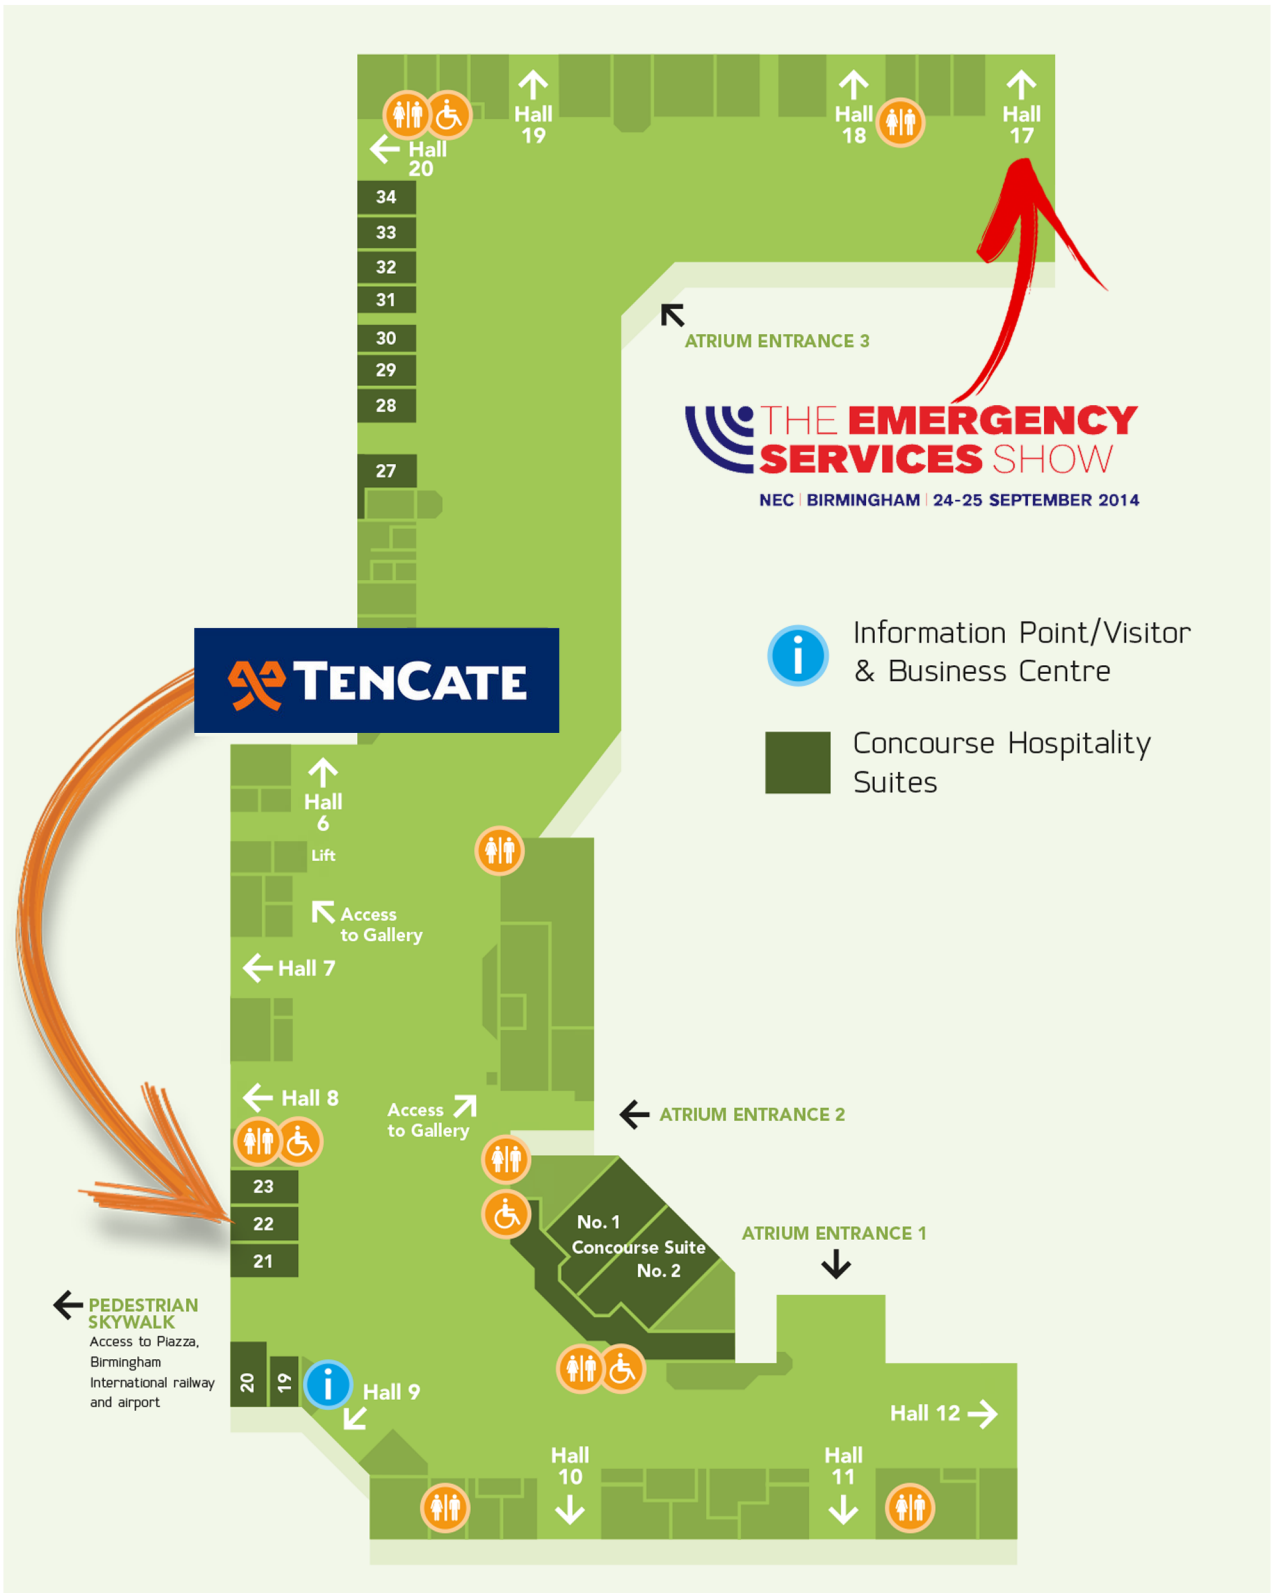 Hall
19
Hall
18
Hall
17
Hall
20
34
33
32
31
30
29
28
27
ATRIUM ENTRANCE 3
THE EMERGENCY
SERVICES SHOW
NEC | BIRMINGHAM | 24-25 SEPTEMBER 2014
i
Information Point/Visitor
& Business Centre
Concourse Hospitality
Suites
TENCATE
Hall
6
Lift
Access
to Gallery
Hall 7
Hall 8
Access
to Gallery
ATRIUM ENTRANCE 2
23
22
21
No. 1
Concourse Suite
No. 2
ATRIUM ENTRANCE 1
PEDESTRIAN
SKYWALK
Access to Piazza,
Birmingham
International railway
and airport
20
19
i
Hall 9
Hall 12
Hall
10
Hall
11